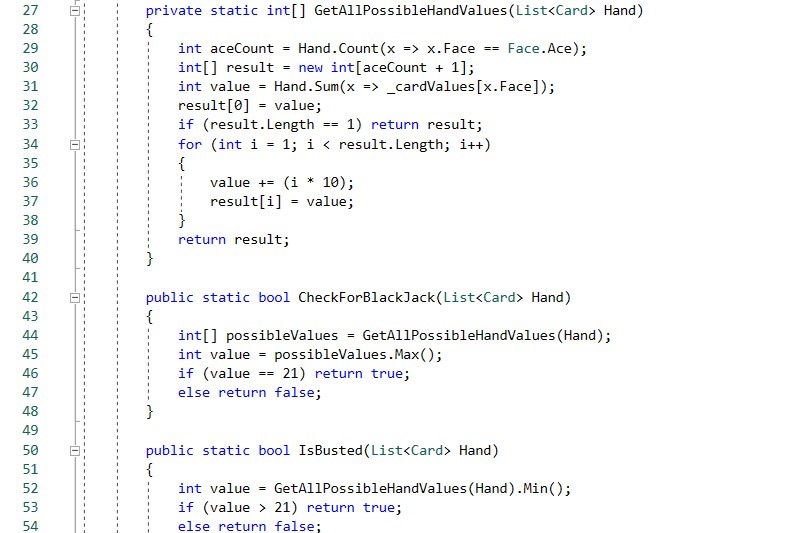 27 private static int[] GetAllPossibleHandValues(List<Card> Hand)
28 {
29 int aceCount = Hand.Count(x => x.Face == Face.Ace);
30 int[] result = new int[aceCount + 1];
31 int value = Hand.Sum(x => _cardValues[x.Face]);
32 result[0] = value;
33 if (result.Length == 1) return result;
34 for (int i = 1; i < result.Length; i++)
35 {
36 value += (i * 10);
37 result[i] = value;
38 }
39 return result;
40 }
41
42 public static bool CheckForBlackJack(List<Card> Hand)
43 {
44 int[] possibleValues = GetAllPossibleHandValues(Hand);
45 int value = possibleValues.Max();
46 if (value == 21) return true;
47 else return false;
48 }
49
50 public static bool IsBusted(List<Card> Hand)
51 {
52 int value = GetAllPossibleHandValues(Hand).Min();
53 if (value > 21) return true;
54 else return false;